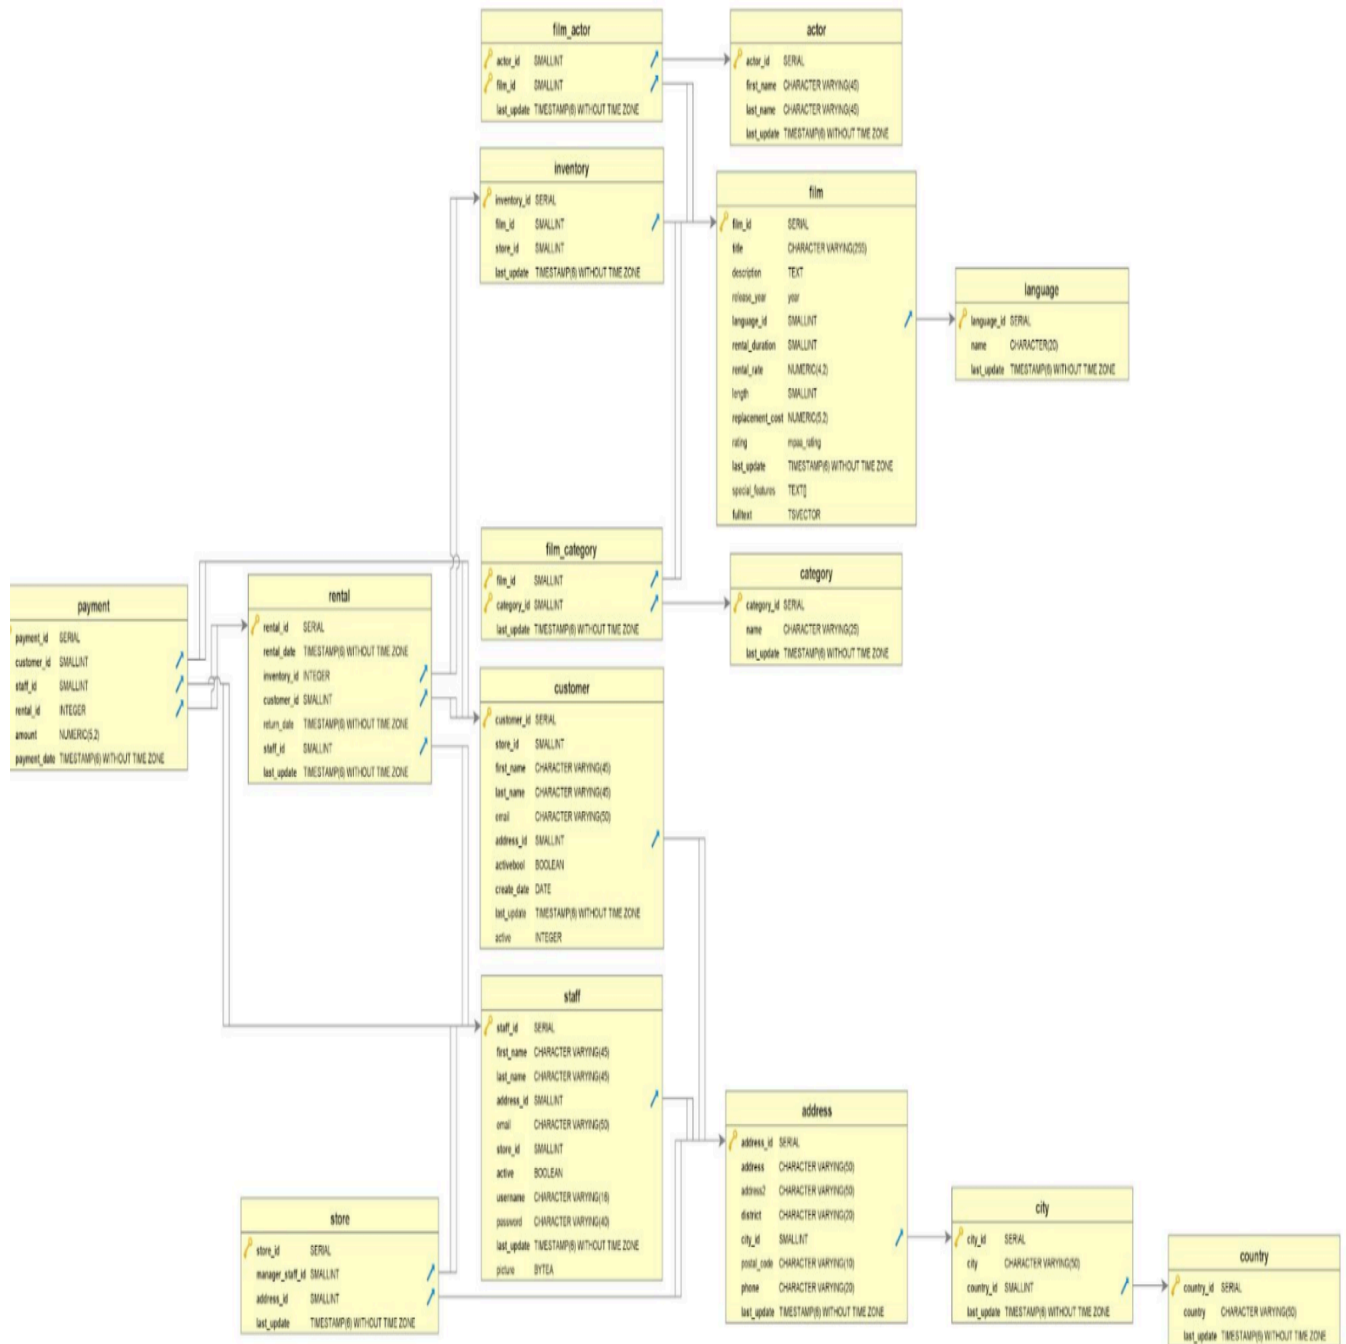 film_actor
actor_id SMALLINT
film_id SMALLINT
last_update TIMESTAMP(6) WITHOUT TIME ZONE
actor
actor_id SERIAL
first_name CHARACTER VARYING(45)
last_name CHARACTER VARYING(45)
last_update TIMESTAMP(6) WITHOUT TIME ZONE
inventory
inventory_id SERIAL
film_id SMALLINT
store_id SMALLINT
last_update TIMESTAMP(6) WITHOUT TIME ZONE
film
film_id SERIAL
title CHARACTER VARYING(255)
description TEXT
release_year year
language_id SMALLINT
rental_duration SMALLINT
rental_rate NUMERIC(4,2)
length SMALLINT
replacement_cost NUMERIC(5,2)
rating mpaa_rating
last_update TIMESTAMP(6) WITHOUT TIME ZONE
special_features TEXT[]
fulltext TSVECTOR
language
language_id SERIAL
name CHARACTER(20)
last_update TIMESTAMP(6) WITHOUT TIME ZONE
film_category
film_id SMALLINT
category_id SMALLINT
last_update TIMESTAMP(6) WITHOUT TIME ZONE
category
category_id SERIAL
name CHARACTER VARYING(25)
last_update TIMESTAMP(6) WITHOUT TIME ZONE
payment
payment_id SERIAL
customer_id SMALLINT
staff_id SMALLINT
rental_id INTEGER
amount NUMERIC(5,2)
payment_date TIMESTAMP(6) WITHOUT TIME ZONE
rental
rental_id SERIAL
rental_date TIMESTAMP(6) WITHOUT TIME ZONE
inventory_id INTEGER
customer_id SMALLINT
return_date TIMESTAMP(6) WITHOUT TIME ZONE
staff_id SMALLINT
last_update TIMESTAMP(6) WITHOUT TIME ZONE
customer
customer_id SERIAL
store_id SMALLINT
first_name CHARACTER VARYING(45)
last_name CHARACTER VARYING(45)
email CHARACTER VARYING(50)
address_id SMALLINT
activebool BOOLEAN
create_date DATE
last_update TIMESTAMP(6) WITHOUT TIME ZONE
active INTEGER
staff
staff_id SERIAL
first_name CHARACTER VARYING(45)
last_name CHARACTER VARYING(45)
address_id SMALLINT
email CHARACTER VARYING(50)
store_id SMALLINT
active BOOLEAN
username CHARACTER VARYING(16)
password CHARACTER VARYING(40)
last_update TIMESTAMP(6) WITHOUT TIME ZONE
picture BYTEA
store
store_id SERIAL
manager_staff_id SMALLINT
address_id SMALLINT
last_update TIMESTAMP(6) WITHOUT TIME ZONE
address
address_id SERIAL
address CHARACTER VARYING(50)
address2 CHARACTER VARYING(50)
district CHARACTER VARYING(20)
city_id SMALLINT
postal_code CHARACTER VARYING(10)
phone CHARACTER VARYING(20)
last_update TIMESTAMP(6) WITHOUT TIME ZONE
city
city_id SERIAL
city CHARACTER VARYING(50)
country_id SMALLINT
last_update TIMESTAMP(6) WITHOUT TIME ZONE
country
country_id SERIAL
country CHARACTER VARYING(50)
last_update TIMESTAMP(6) WITHOUT TIME ZONE